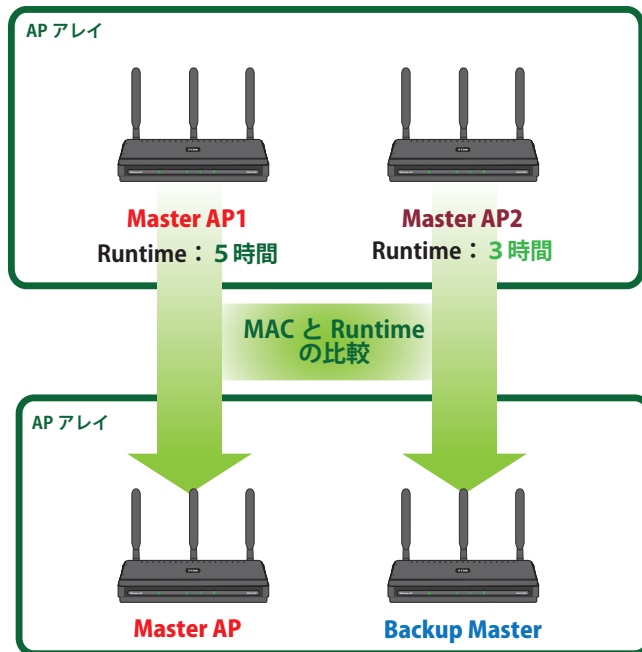 AP アレイ
Master AP1
Runtime： 5 時間
Master AP2
Runtime： 3 時間
MAC と Runtime
の比較
AP アレイ
Master AP
Backup Master